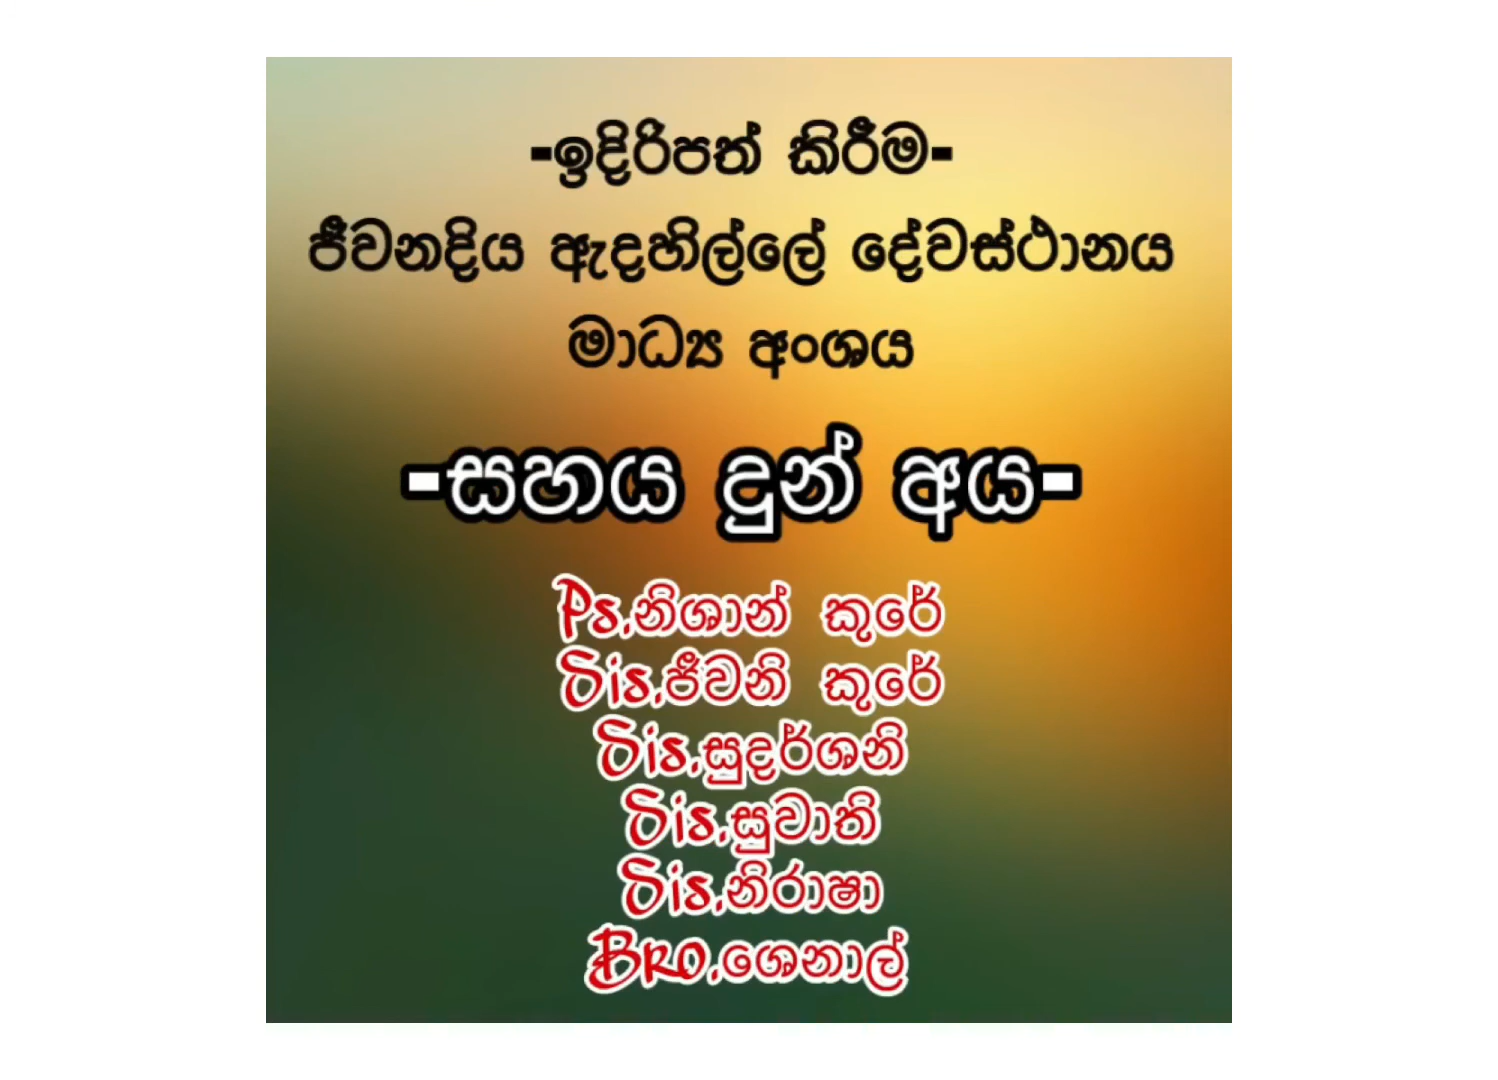 -ඉදිරිපත් කිරීම-
ජීවනදිය ඇදහිල්ලේ දේවස්ථානය
මාධ්‍ය අංශය
-සහය දුන් අය-
Ps.නිශාන් කුරේ
Sis.ජීවනි කුරේ
Sis.සුදර්ශනි
Sis.සුවාති
Sis.නිරාෂා
Bro.ශෙනාල්